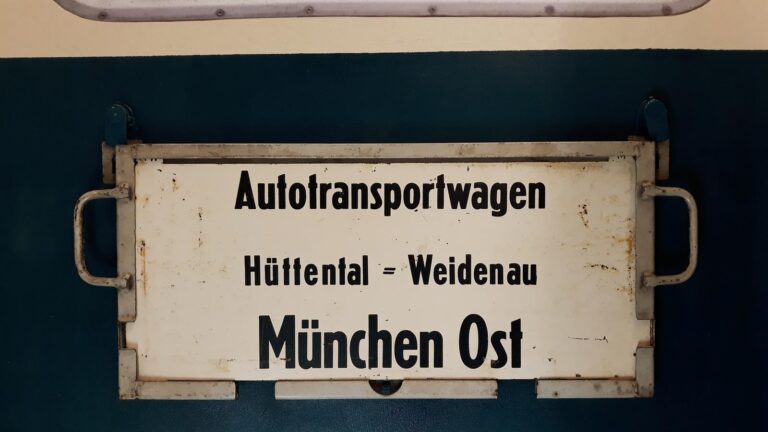 Autotransportwagen
Hüttental = Weidenau
München Ost